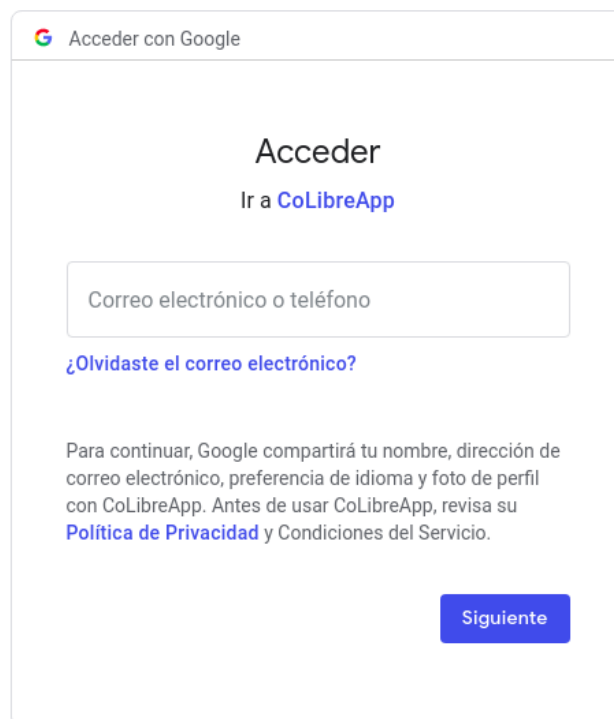 Acceder con Google
Acceder
Ir a CoLibreApp
Correo electrónico o teléfono
¿Olvidaste el correo electrónico?
Para continuar, Google compartirá tu nombre, dirección de
correo electrónico, preferencia de idioma y foto de perfil
con CoLibreApp. Antes de usar CoLibreApp, revisa su
Política de Privacidad y Condiciones del Servicio.
Siguiente